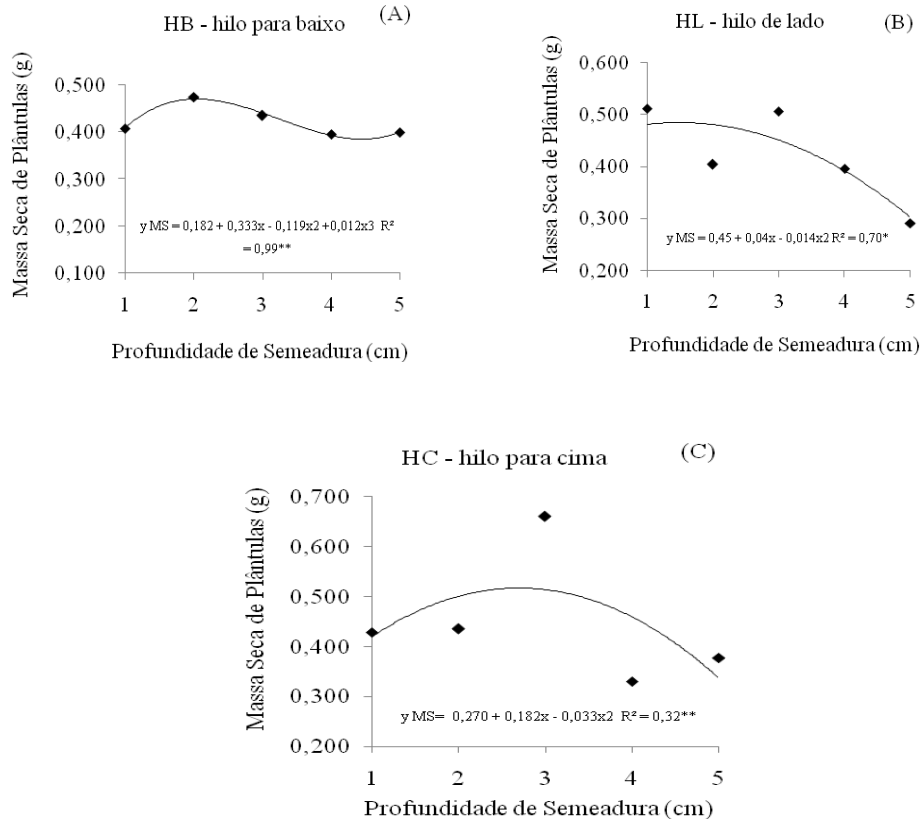 HB - hilo para baixo
(A)
Massa Seca de Plântulas (g)
0,500
0,400
0,300
0,200
0,100
y MS = 0,182 + 0,333x - 0,119x2 +0,012x3 R²
= 0,99**
1 2 3 4 5
Profundidade de Semeadura (cm)
HL - hilo de lado
(B)
Massa Seca de Plântulas (g)
0,600
0,500
0,400
0,300
0,200
y MS = 0,45 + 0,04x - 0,014x2 R² = 0,70*
1 2 3 4 5
Profundidade de Semeadura (cm)
HC - hilo para cima
(C)
Massa Seca de Plântulas (g)
0,700
0,600
0,500
0,400
0,300
0,200
y MS= 0,270 + 0,182x - 0,033x2 R² = 0,32**
1 2 3 4 5
Profundidade de Semeadura (cm)